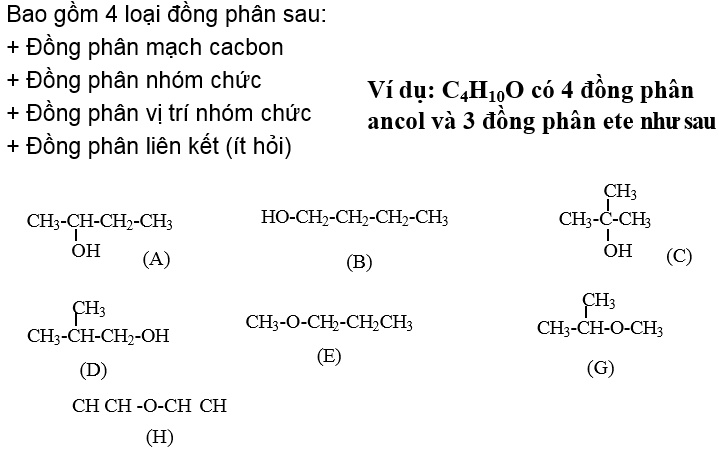 Bao gồm 4 loại đồng phân sau:
+ Đồng phân mạch cacbon
+ Đồng phân nhóm chức
+ Đồng phân vị trí nhóm chức
+ Đồng phân liên kết (ít hỏi)
Ví dụ: C₄H₁₀O có 4 đồng phân
ancol và 3 đồng phân ete như sau
CH₃-CH-CH₂-CH₃
OH
(A)
HO-CH₂-CH₂-CH₂-CH₃
(B)
CH₃
CH₃-C-CH₃
OH
(C)
CH₃
CH₃-CH-CH₂-OH
(D)
CH₃-O-CH₂-CH₂CH₃
(E)
CH₃
CH₃-CH-O-CH₃
(G)
CH CH -O-CH CH
(H)